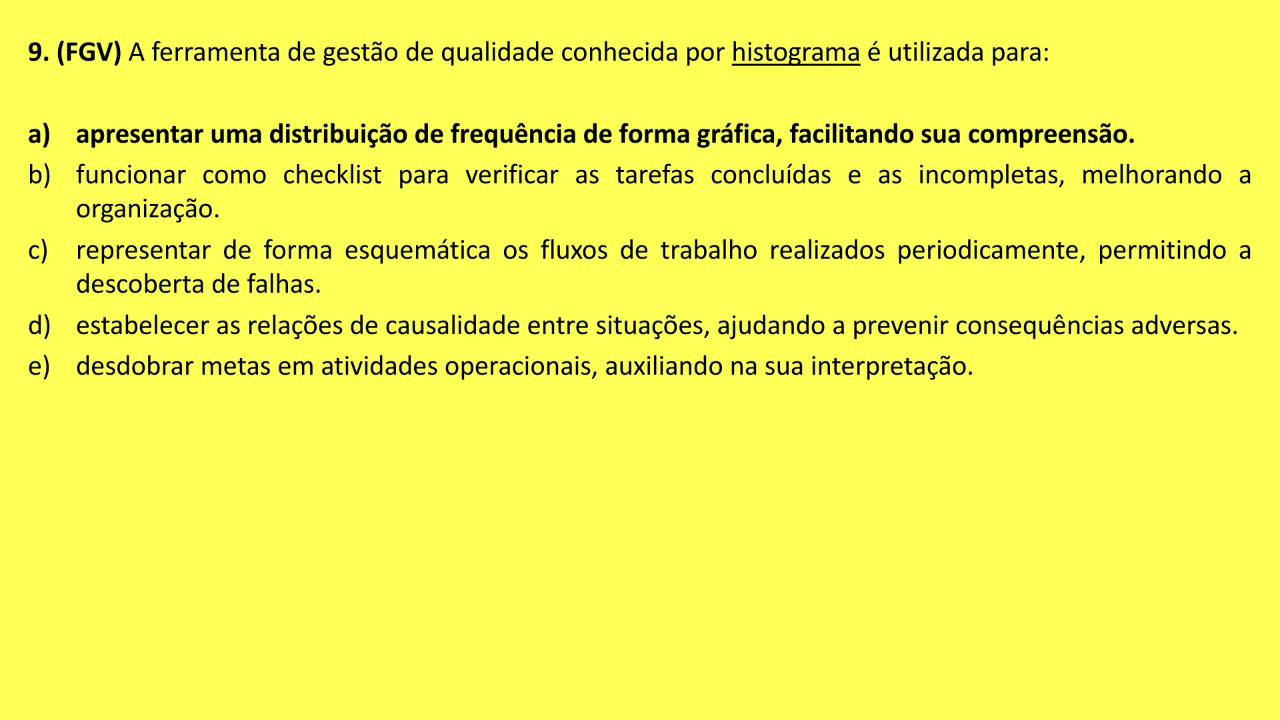 9. (FGV) A ferramenta de gestão de qualidade conhecida por histograma é utilizada para:
a) apresentar uma distribuição de frequência de forma gráfica, facilitando sua compreensão.
b) funcionar como checklist para verificar as tarefas concluídas e as incompletas, melhorando a
organização.
c) representar de forma esquemática os fluxos de trabalho realizados periodicamente, permitindo a
descoberta de falhas.
d) estabelecer as relações de causalidade entre situações, ajudando a prevenir consequências adversas.
e) desdobrar metas em atividades operacionais, auxiliando na sua interpretação.